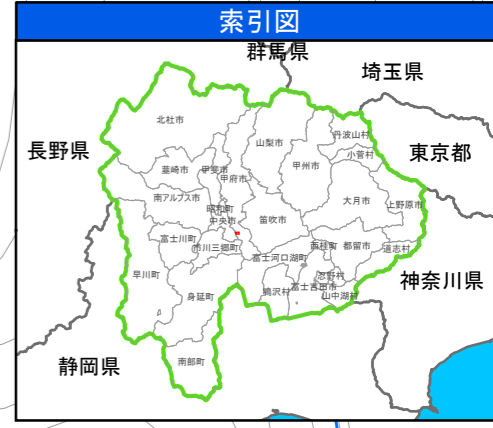 索引図
群馬県
埼玉県
北杜市
丹波山村
山梨市
長野県
小菅村
東京都
韮崎市
甲斐市
甲州市
甲府市
南アルプス市
大月市
上野原市
昭和町
中央市
笛吹市
富士川町
市川三郷町
西桂町
都留市
道志村
富士河口湖町
早川町
忍野村
神奈川県
鳴沢村
富士吉田市
身延町
山中湖村
静岡県
南部町